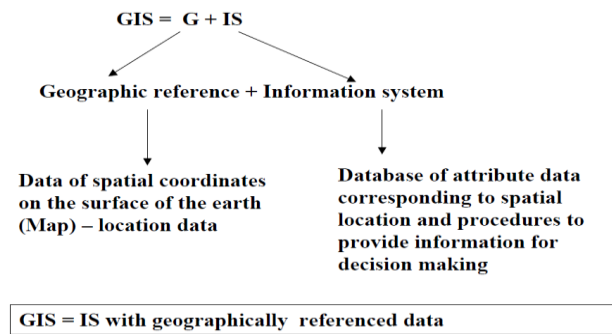 GIS = G + IS
Geographic reference + Information system
Data of spatial coordinates
on the surface of the earth
(Map) – location data
Database of attribute data
corresponding to spatial
location and procedures to
provide information for
decision making
GIS = IS with geographically referenced data